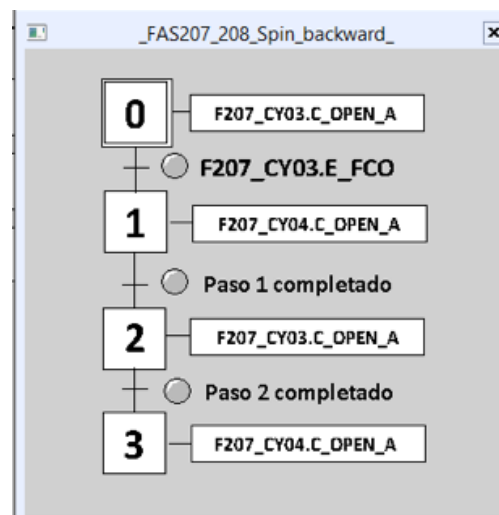 _FAS207_208_Spin_backward_
0
F207_CY03.C_OPEN_A
F207_CY03.E_FCO
1
F207_CY04.C_OPEN_A
Paso 1 completado
2
F207_CY03.C_OPEN_A
Paso 2 completado
3
F207_CY04.C_OPEN_A